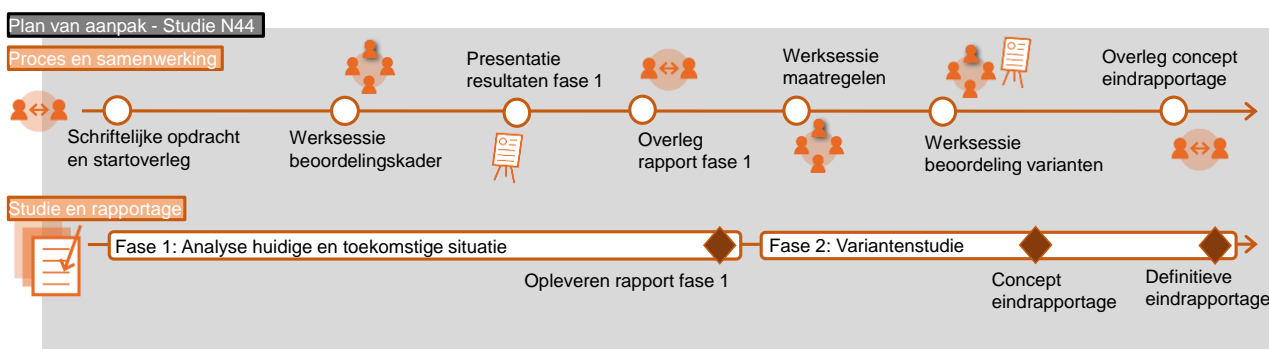 Plan van aanpak - Studie N44
Proces en samenwerking
Presentatie
resultaten fase 1
Werksessie
maatregelen
Overleg concept
eindrapportage
Schriftelijke opdracht
en startoverleg
Werksessie
beoordelingskader
Overleg
rapport fase 1
Werksessie
beoordeling varianten
Studie en rapportage
Fase 1: Analyse huidige en toekomstige situatie
Fase 2: Variantenstudie
Opleveren rapport fase 1
Concept
eindrapportage
Definitieve
eindrapportage